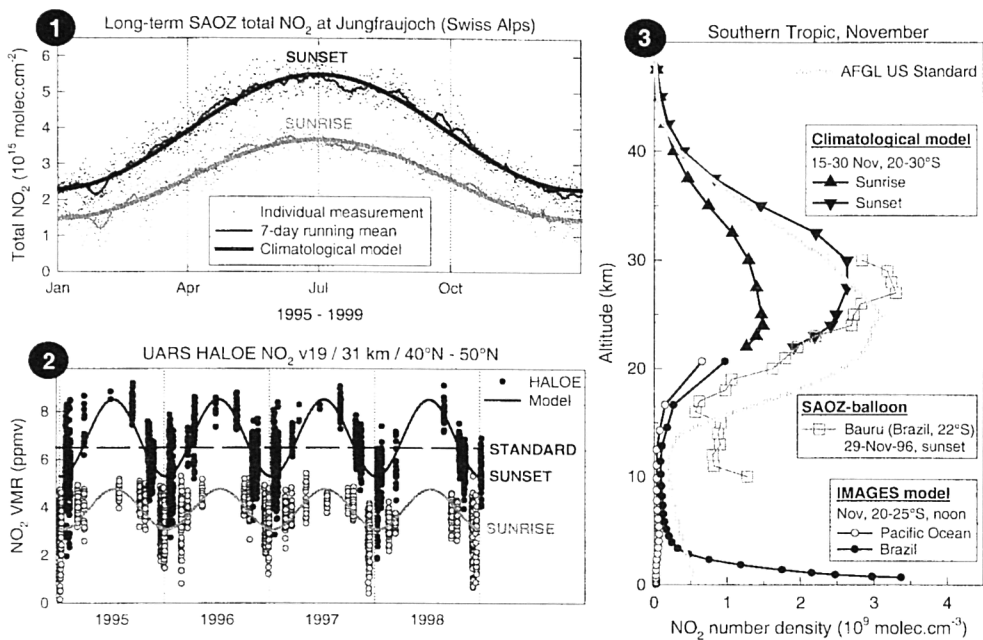 1
Long-term SAOZ total NO2 at Jungfraujoch (Swiss Alps)
Total NO2 (10^15 molec.cm^-2)
6
5
4
3
2
1
0
SUNSET
SUNRISE
Individual measurement
7-day running mean
Climatological model
Jan
Apr
Jul
Oct
1995 - 1999
2
UARS HALOE NO2 v19 / 31 km / 40°N - 50°N
NO2 VMR (ppmv)
8
6
4
2
0
HALOE
Model
STANDARD
SUNSET
SUNRISE
1995
1996
1997
1998
3
Southern Tropic, November
Altitude (km)
40
30
20
10
0
AFGL US Standard
Climatological model
15-30 Nov, 20-30°S
Sunrise
Sunset
SAOZ-balloon
Bauru (Brazil, 22°S)
29-Nov-96, sunset
IMAGES model
Nov, 20-25°S, noon
Pacific Ocean
Brazil
0
1
2
3
4
NO2 number density (10^9 molec.cm^-3)